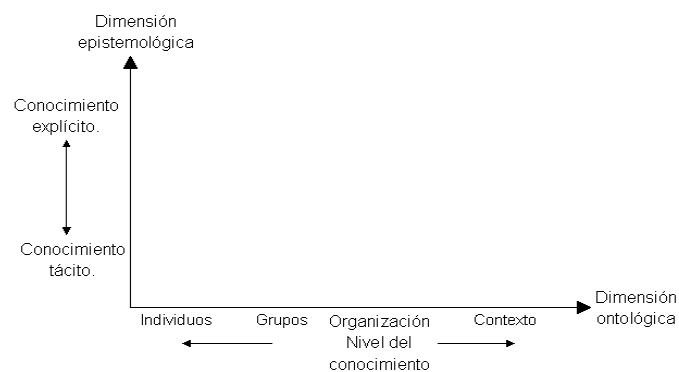 Dimensión
epistemológica
Conocimiento
explícito.
Conocimiento
tácito.
Individuos
Grupos
Organización
Contexto
Nivel del
conocimiento
Dimensión
ontológica